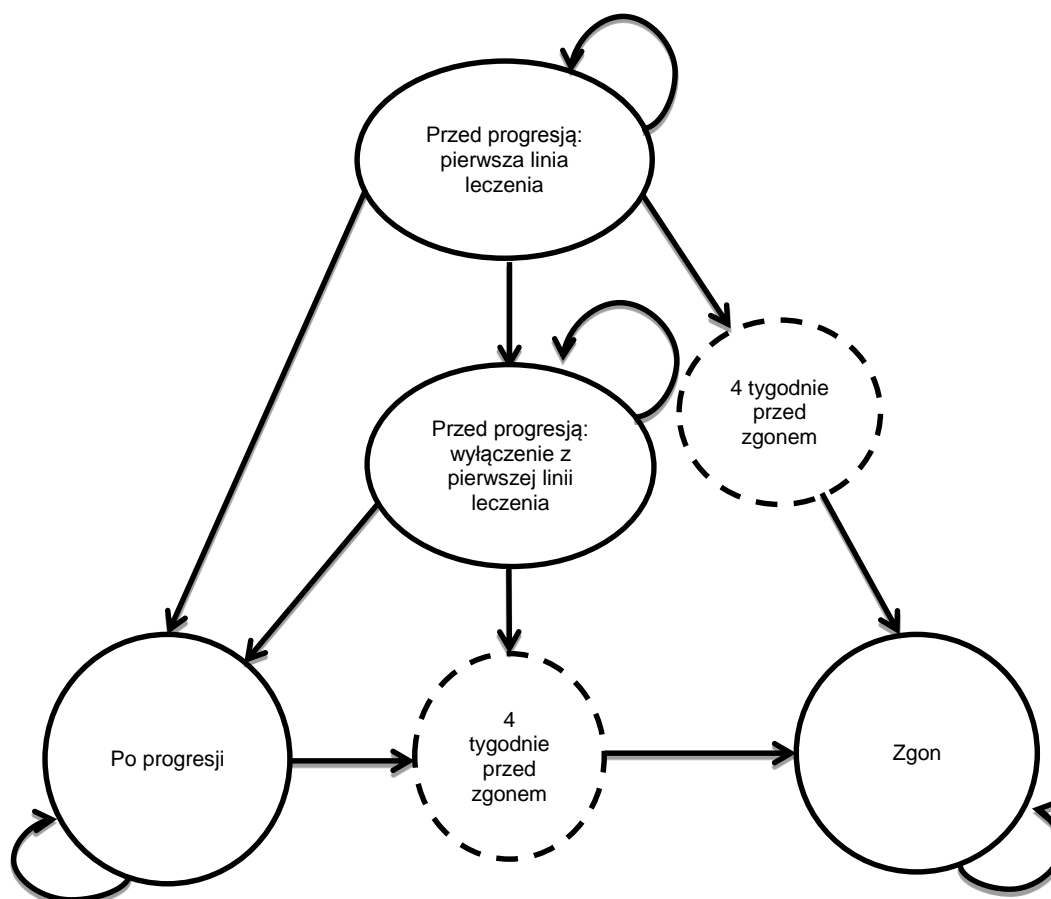 Przed progresją:
pierwsza linia
leczenia
4 tygodnie
przed
zgonem
Przed progresją:
wyłączenie z
pierwszej linii
leczenia
Po progresji
4
tygodnie
przed
zgonem
Zgon